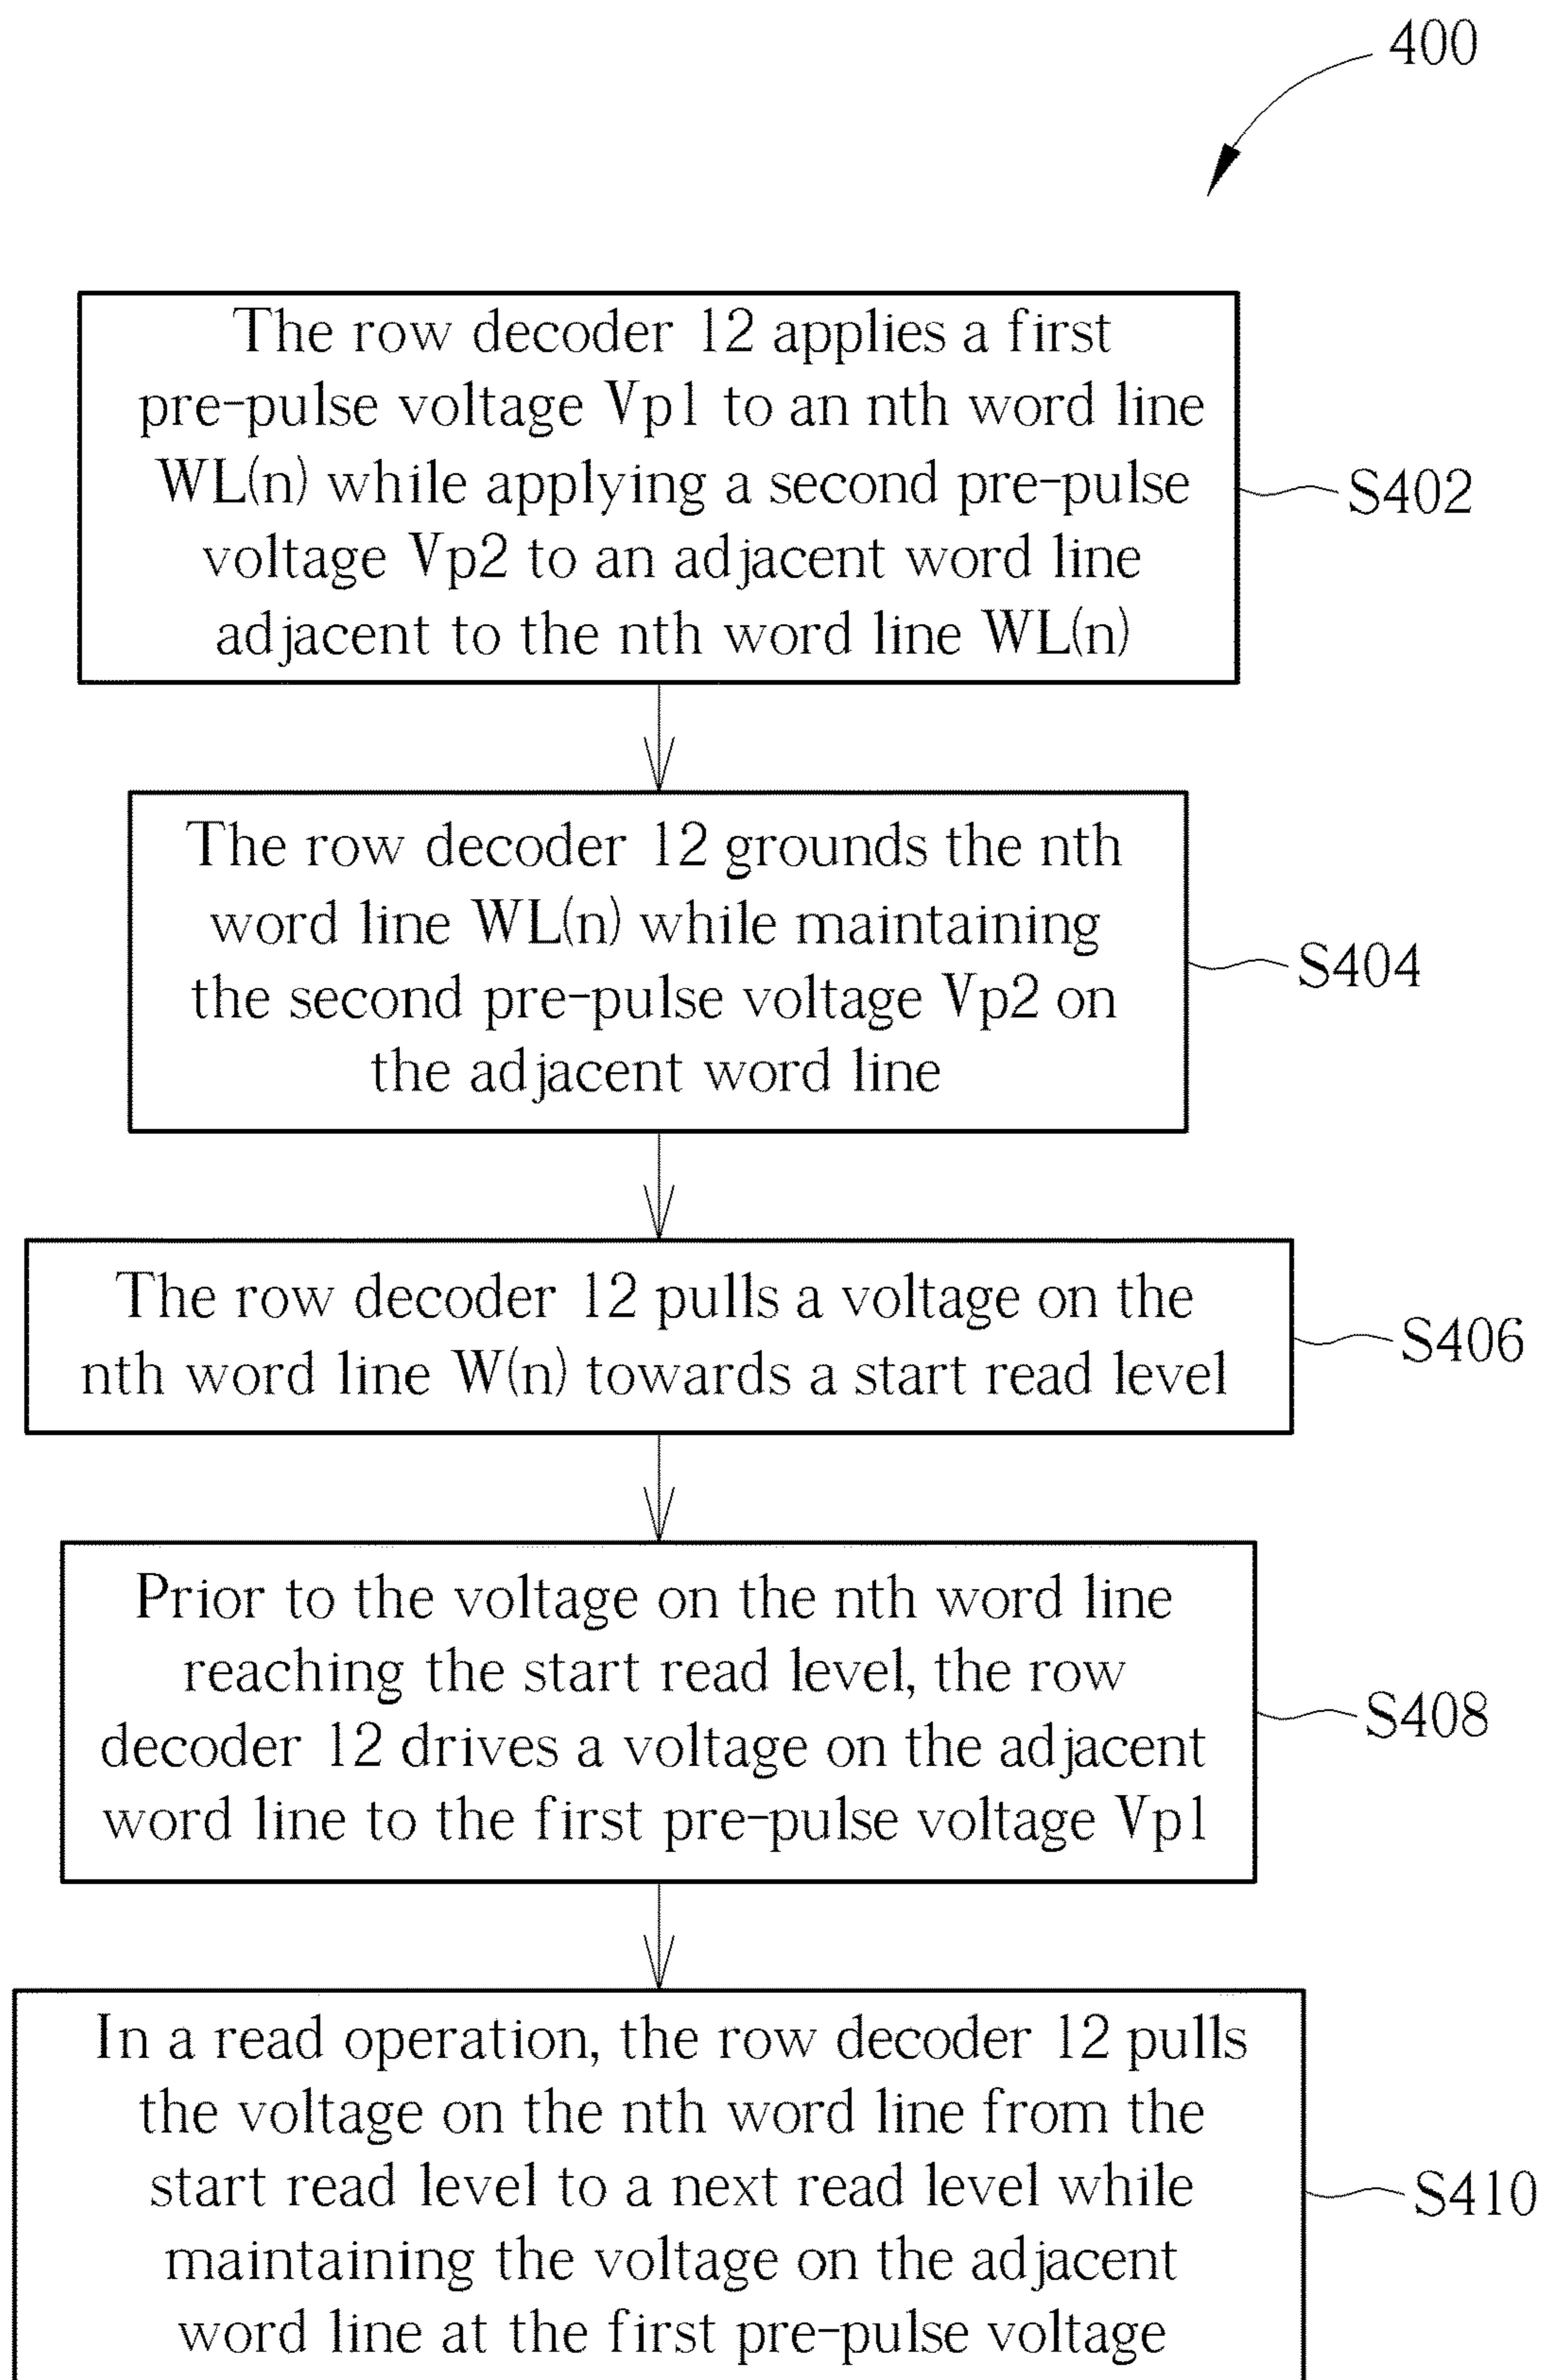 400
The row decoder 12 applies a first
pre-pulse voltage Vp1 to an nth word line
WL(n) while applying a second pre-pulse
voltage Vp2 to an adjacent word line
adjacent to the nth word line WL(n)
S402
The row decoder 12 grounds the nth
word line WL(n) while maintaining
the second pre-pulse voltage Vp2 on
the adjacent word line
S404
The row decoder 12 pulls a voltage on the
nth word line W(n) towards a start read level
S406
Prior to the voltage on the nth word line
reaching the start read level, the row
decoder 12 drives a voltage on the adjacent
word line to the first pre-pulse voltage Vp1
S408
In a read operation, the row decoder 12 pulls
the voltage on the nth word line from the
start read level to a next read level while
maintaining the voltage on the adjacent
word line at the first pre-pulse voltage
S410